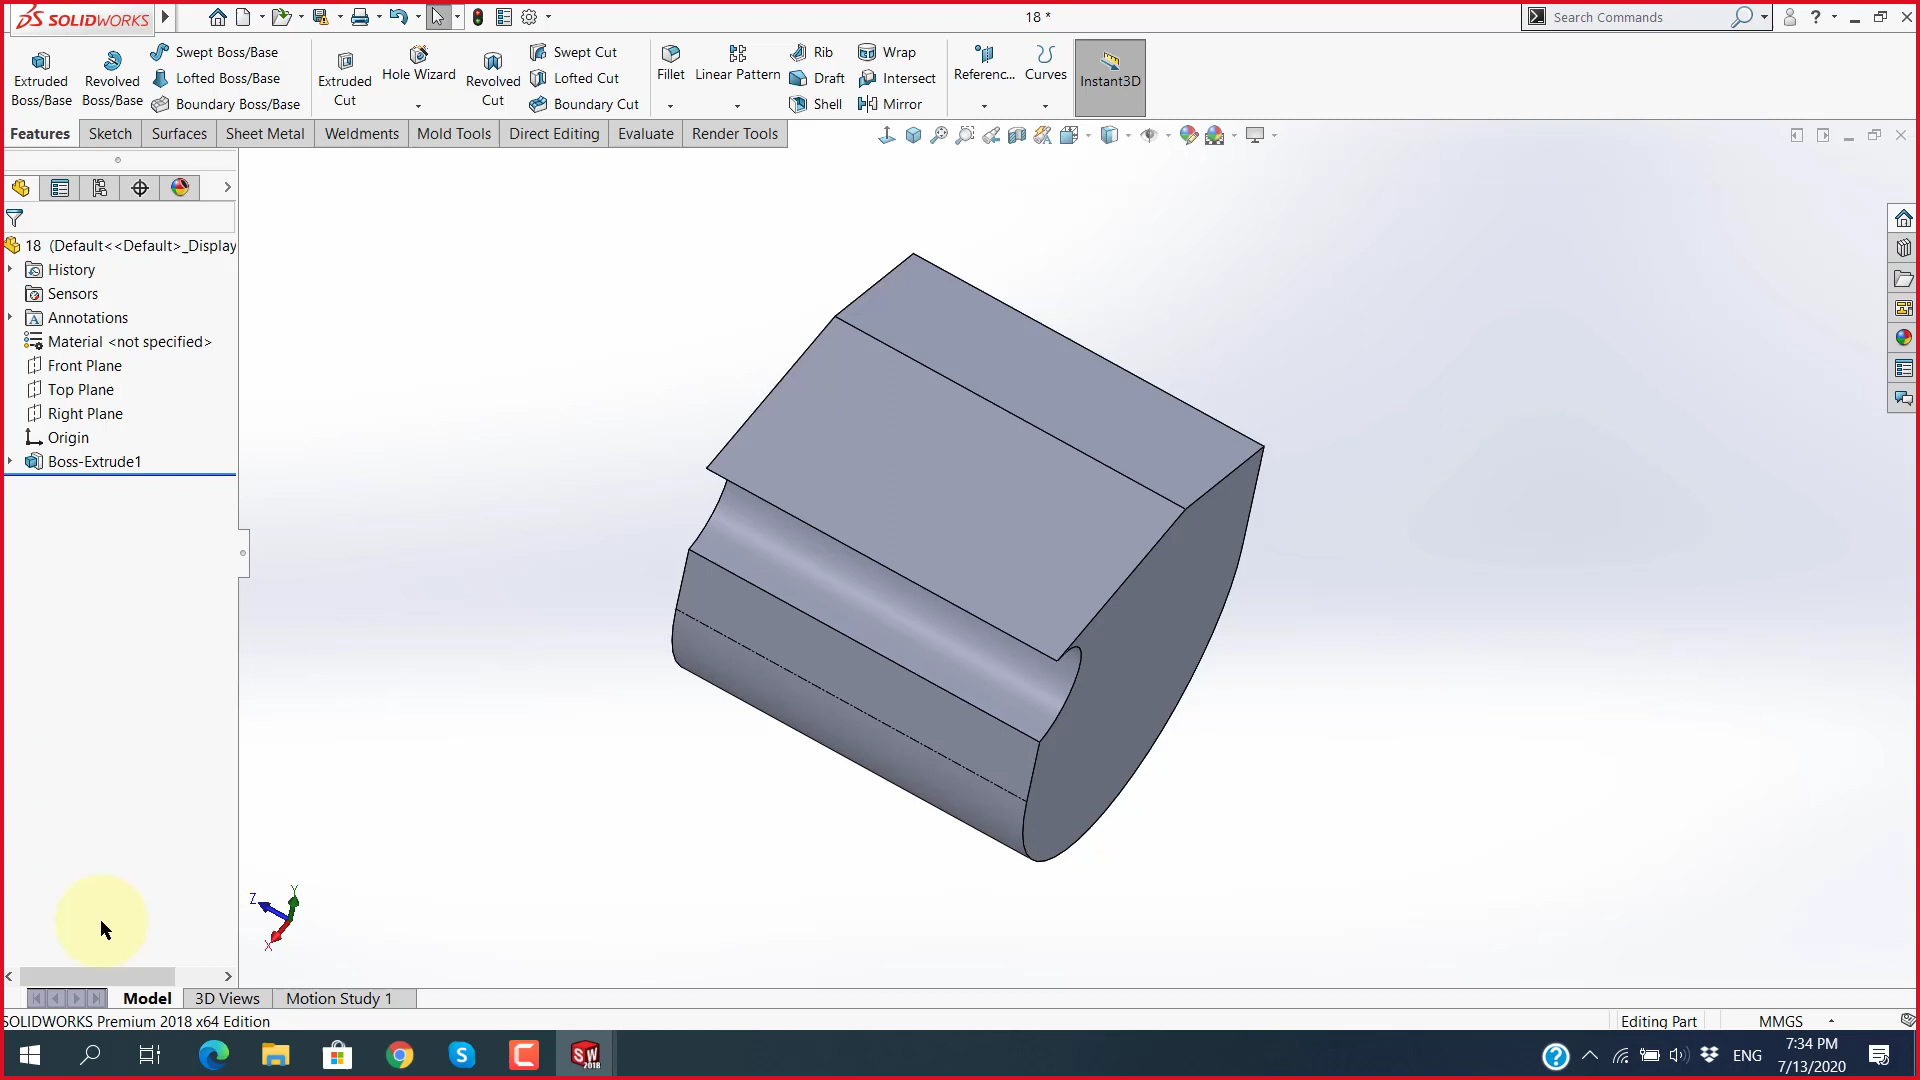 SOLIDWORKS
18 *
Search Commands
?
Extruded Boss/Base
Revolved Boss/Base
Swept Boss/Base
Lofted Boss/Base
Boundary Boss/Base
Extruded Cut
Hole Wizard
Revolved Cut
Swept Cut
Lofted Cut
Boundary Cut
Fillet
Linear Pattern
Rib
Draft
Shell
Wrap
Intersect
Mirror
Referenc...
Curves
Instant3D
Features
Sketch
Surfaces
Sheet Metal
Weldments
Mold Tools
Direct Editing
Evaluate
Render Tools
18 (Default<<Default>_Display
History
Sensors
Annotations
Material <not specified>
Front Plane
Top Plane
Right Plane
Origin
Boss-Extrude1
Y
Z
X
Model
3D Views
Motion Study 1
SOLIDWORKS Premium 2018 x64 Edition
Editing Part
MMGS
SW
2018
ENG
7:34 PM
7/13/2020